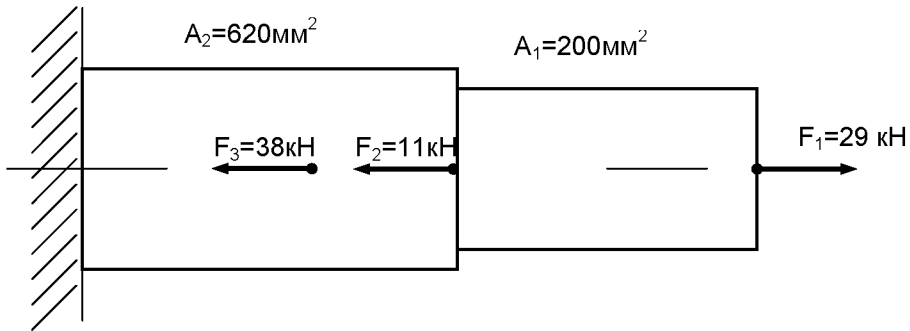 A₂=620мм²
A₁=200мм²
F₃=38кН
F₂=11кН
F₁=29 кН